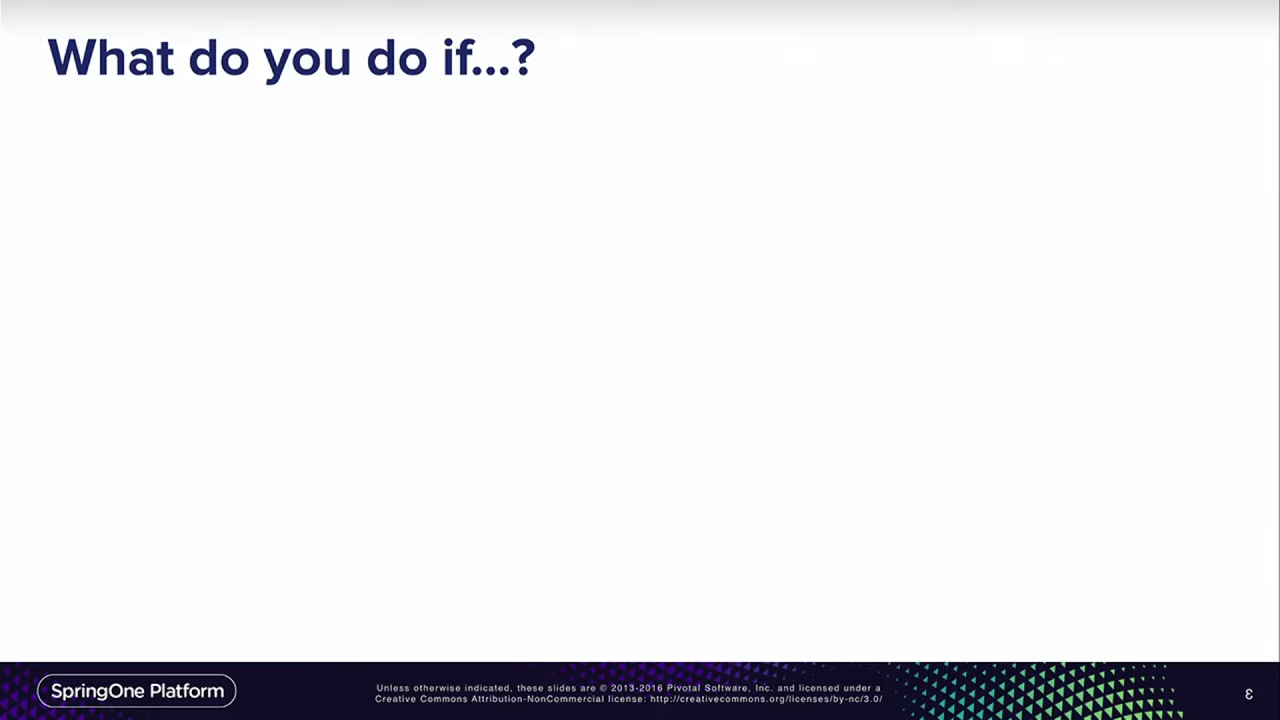 What do you do if...?
SpringOne Platform
Unless otherwise indicated, these slides are © 2013-2016 Pivotal Software, Inc. and licensed under a
Creative Commons Attribution-NonCommercial license: http://creativecommons.org/licenses/by-nc/3.0/
3